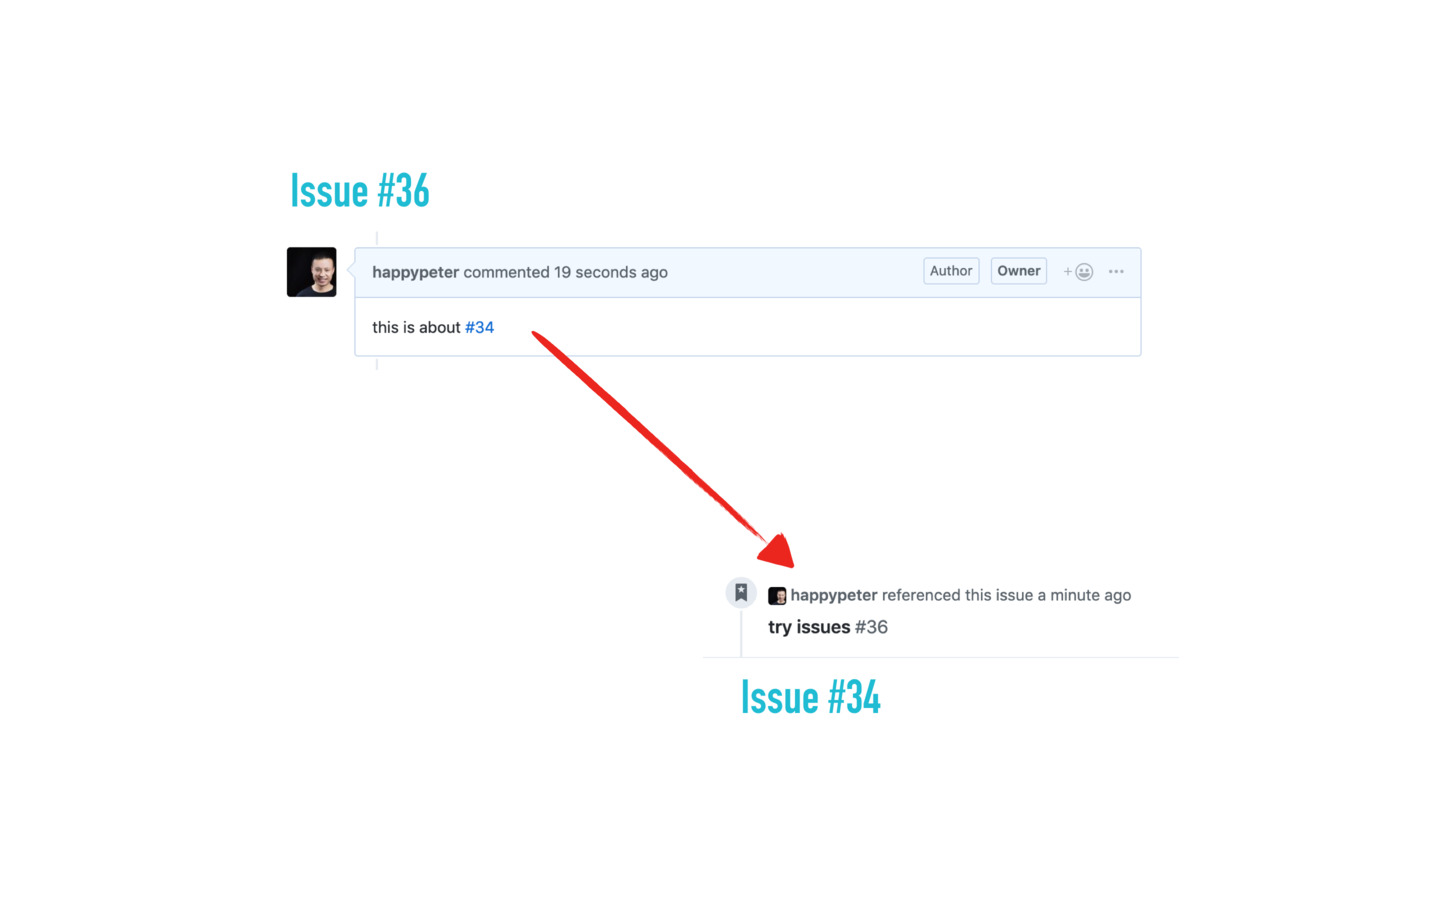 Issue #36
happypeter commented 19 seconds ago Author Owner
this is about #34
happypeter referenced this issue a minute ago
try issues #36
Issue #34